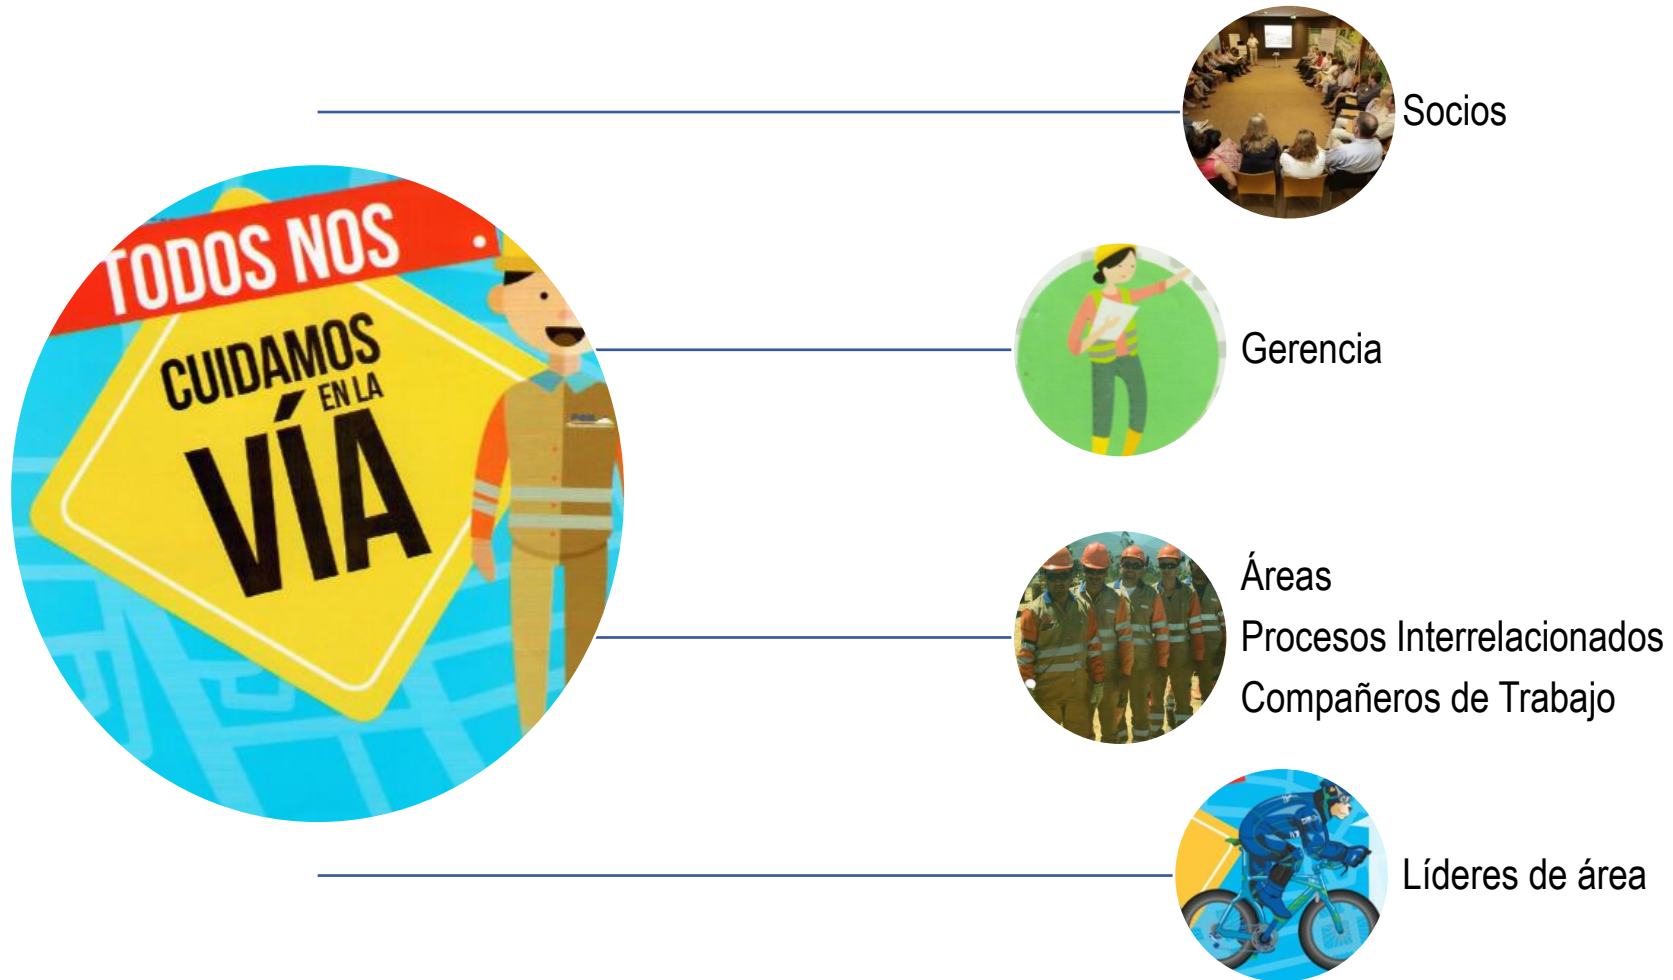 TODOS NOS
CUIDAMOS
EN LA
VÍA
Socios
Gerencia
Áreas
Procesos Interrelacionados
Compañeros de Trabajo
Líderes de área